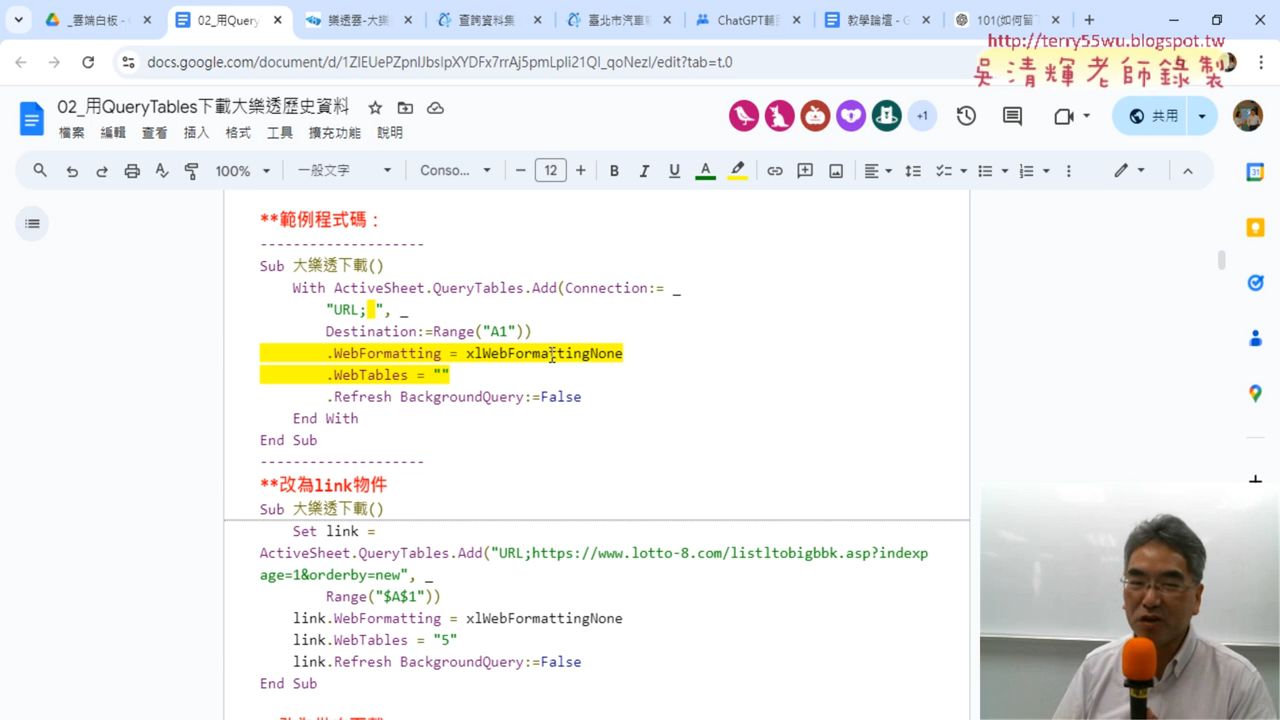 _雲端白板 - G
02_用Query
樂透雲-大樂
查詢資料集
臺北市汽車駕
ChatGPT輔
教學論壇 - G
101(如何留
http://terry55wu.blogspot.tw
吳清輝老師錄製
docs.google.com/document/d/1ZIEUePZpnIJbsIpXYDFx7rrAj5pmLpIi21QI_qoNezI/edit?tab=t.0
02_用QueryTables下載大樂透歷史資料
檔案 編輯 查看 插入 格式 工具 擴充功能 說明
+1
共用
100%
一般文字
Conso...
12
**範例程式碼：
--------------------
Sub 大樂透下載()
With ActiveSheet.QueryTables.Add(Connection:= _
"URL; ", _
Destination:=Range("A1"))
.WebFormatting = xlWebFormattingNone
.WebTables = ""
.Refresh BackgroundQuery:=False
End With
End Sub
--------------------
**改為link物件
Sub 大樂透下載()
Set link =
ActiveSheet.QueryTables.Add("URL;https://www.lotto-8.com/listltobigbbk.asp?indexp
age=1&orderby=new", _
Range("$A$1"))
link.WebFormatting = xlWebFormattingNone
link.WebTables = "5"
link.Refresh BackgroundQuery:=False
End Sub